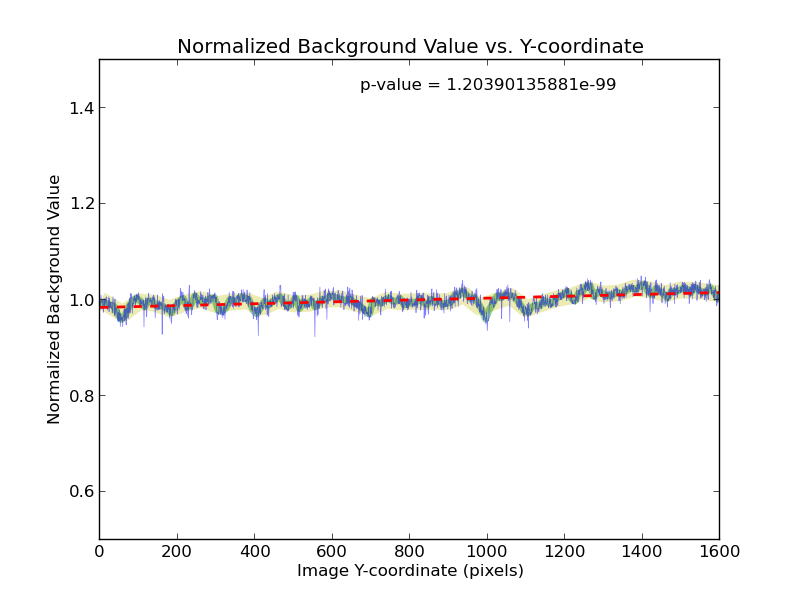 Normalized Background Value vs. Y-coordinate
p-value = 1.20390135881e-99
1.4
1.2
1.0
0.8
0.6
Normalized Background Value
0 200 400 600 800 1000 1200 1400 1600
Image Y-coordinate (pixels)